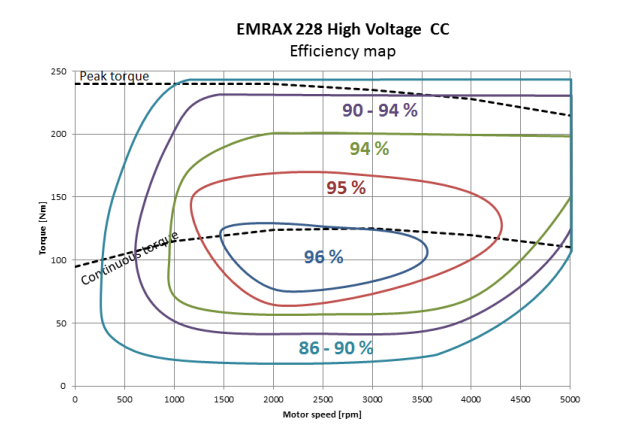 EMRAX 228 High Voltage CC
Efficiency map
250
Peak torque
90 - 94 %
200
94 %
150
95 %
Torque [Nm]
Continuous torque
96 %
100
50
86 - 90 %
0
0 500 1000 1500 2000 2500 3000 3500 4000 4500 5000
Motor speed [rpm]